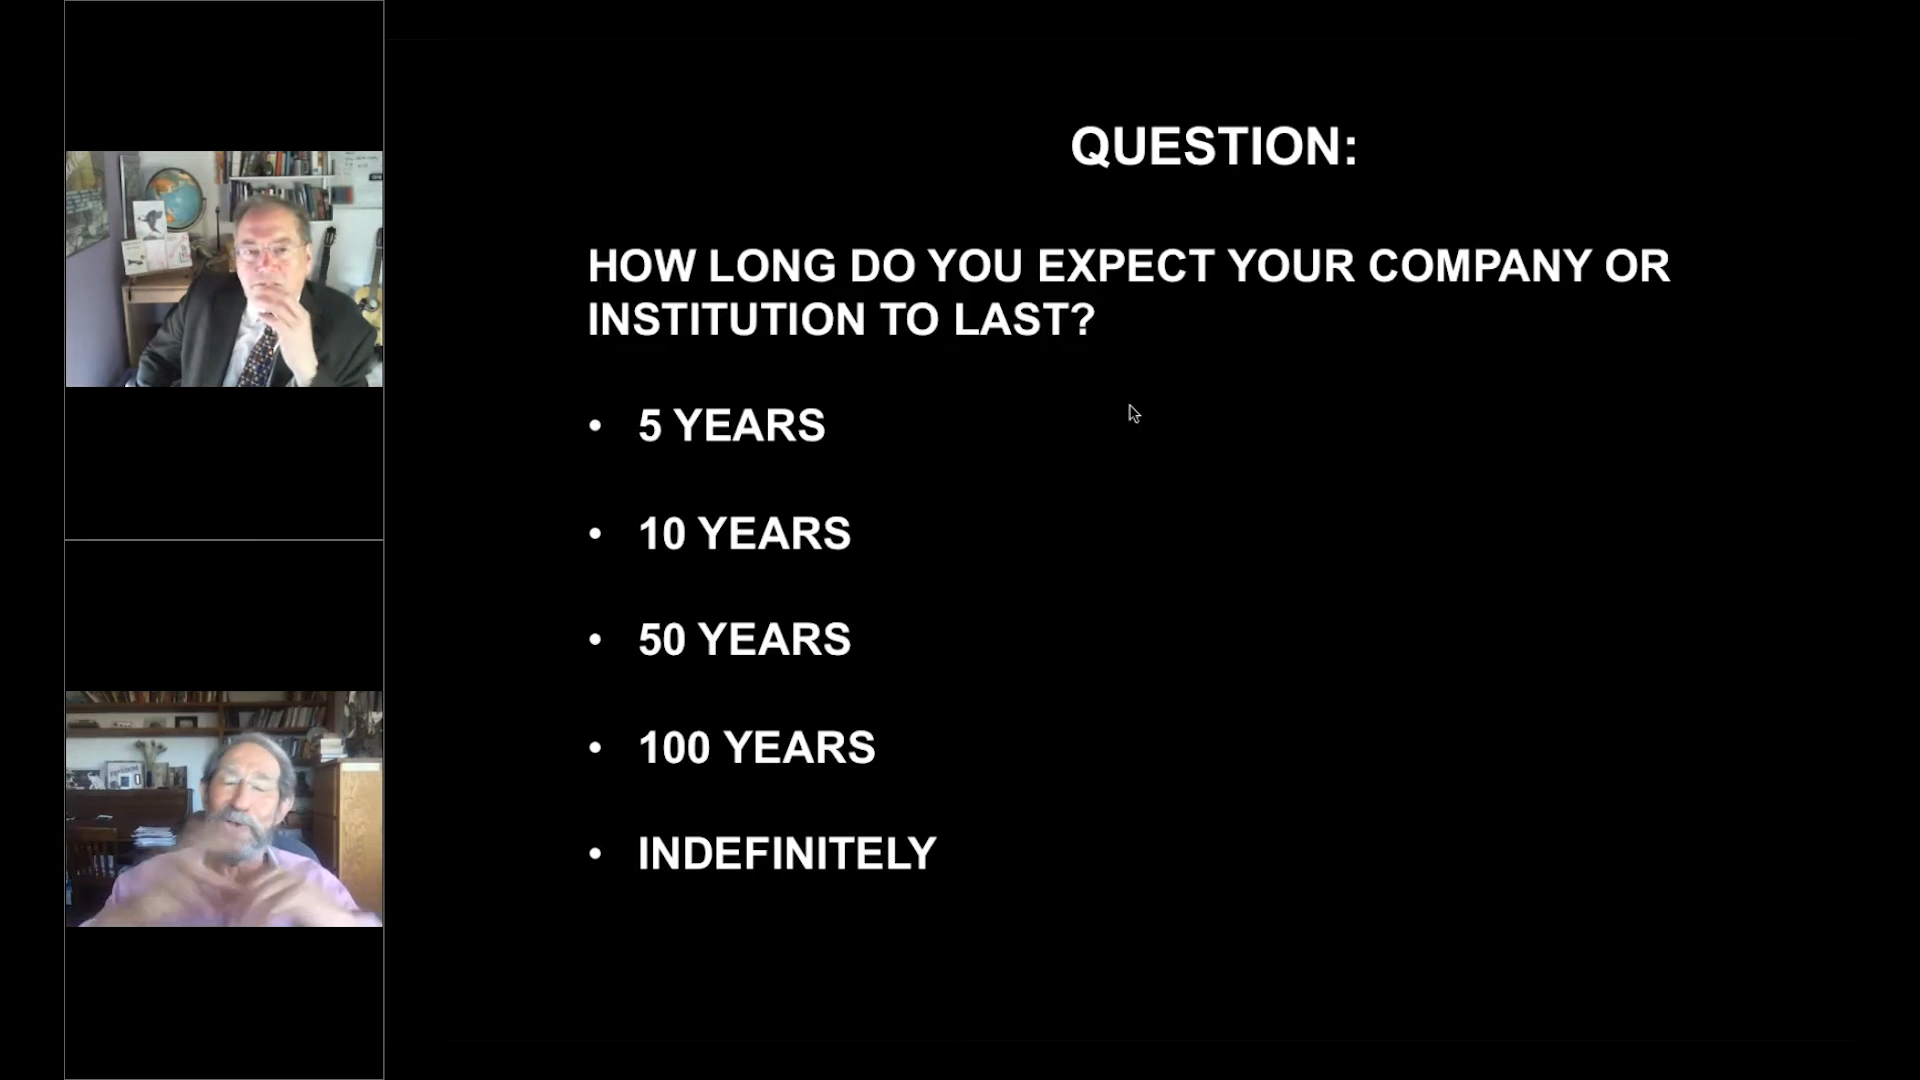 QUESTION:
HOW LONG DO YOU EXPECT YOUR COMPANY OR
INSTITUTION TO LAST?
• 5 YEARS
• 10 YEARS
• 50 YEARS
• 100 YEARS
• INDEFINITELY